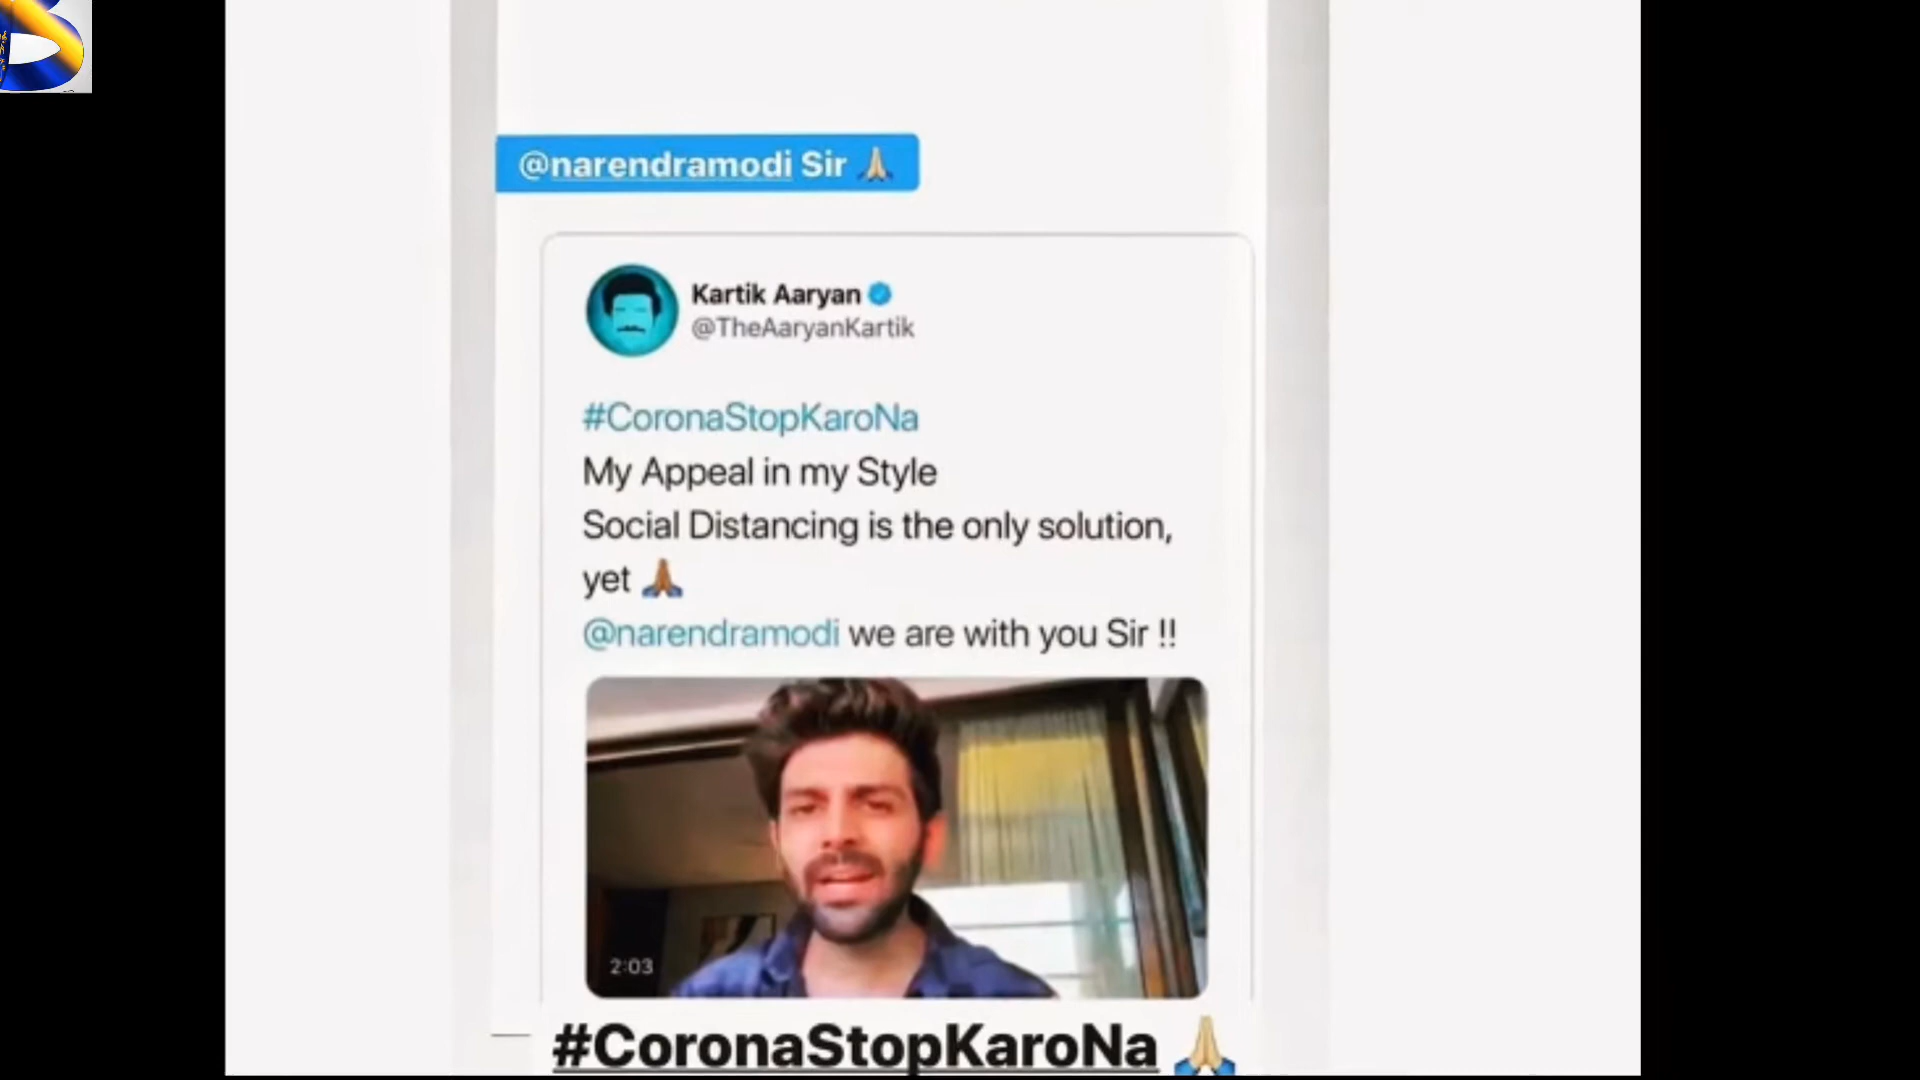 @narendramodi Sir 🙏🏼
Kartik Aaryan
@TheAaryanKartik
#CoronaStopKaroNa
My Appeal in my Style
Social Distancing is the only solution,
yet 🙏🏽
@narendramodi we are with you Sir !!
2:03
#CoronaStopKaroNa 🙏🏼